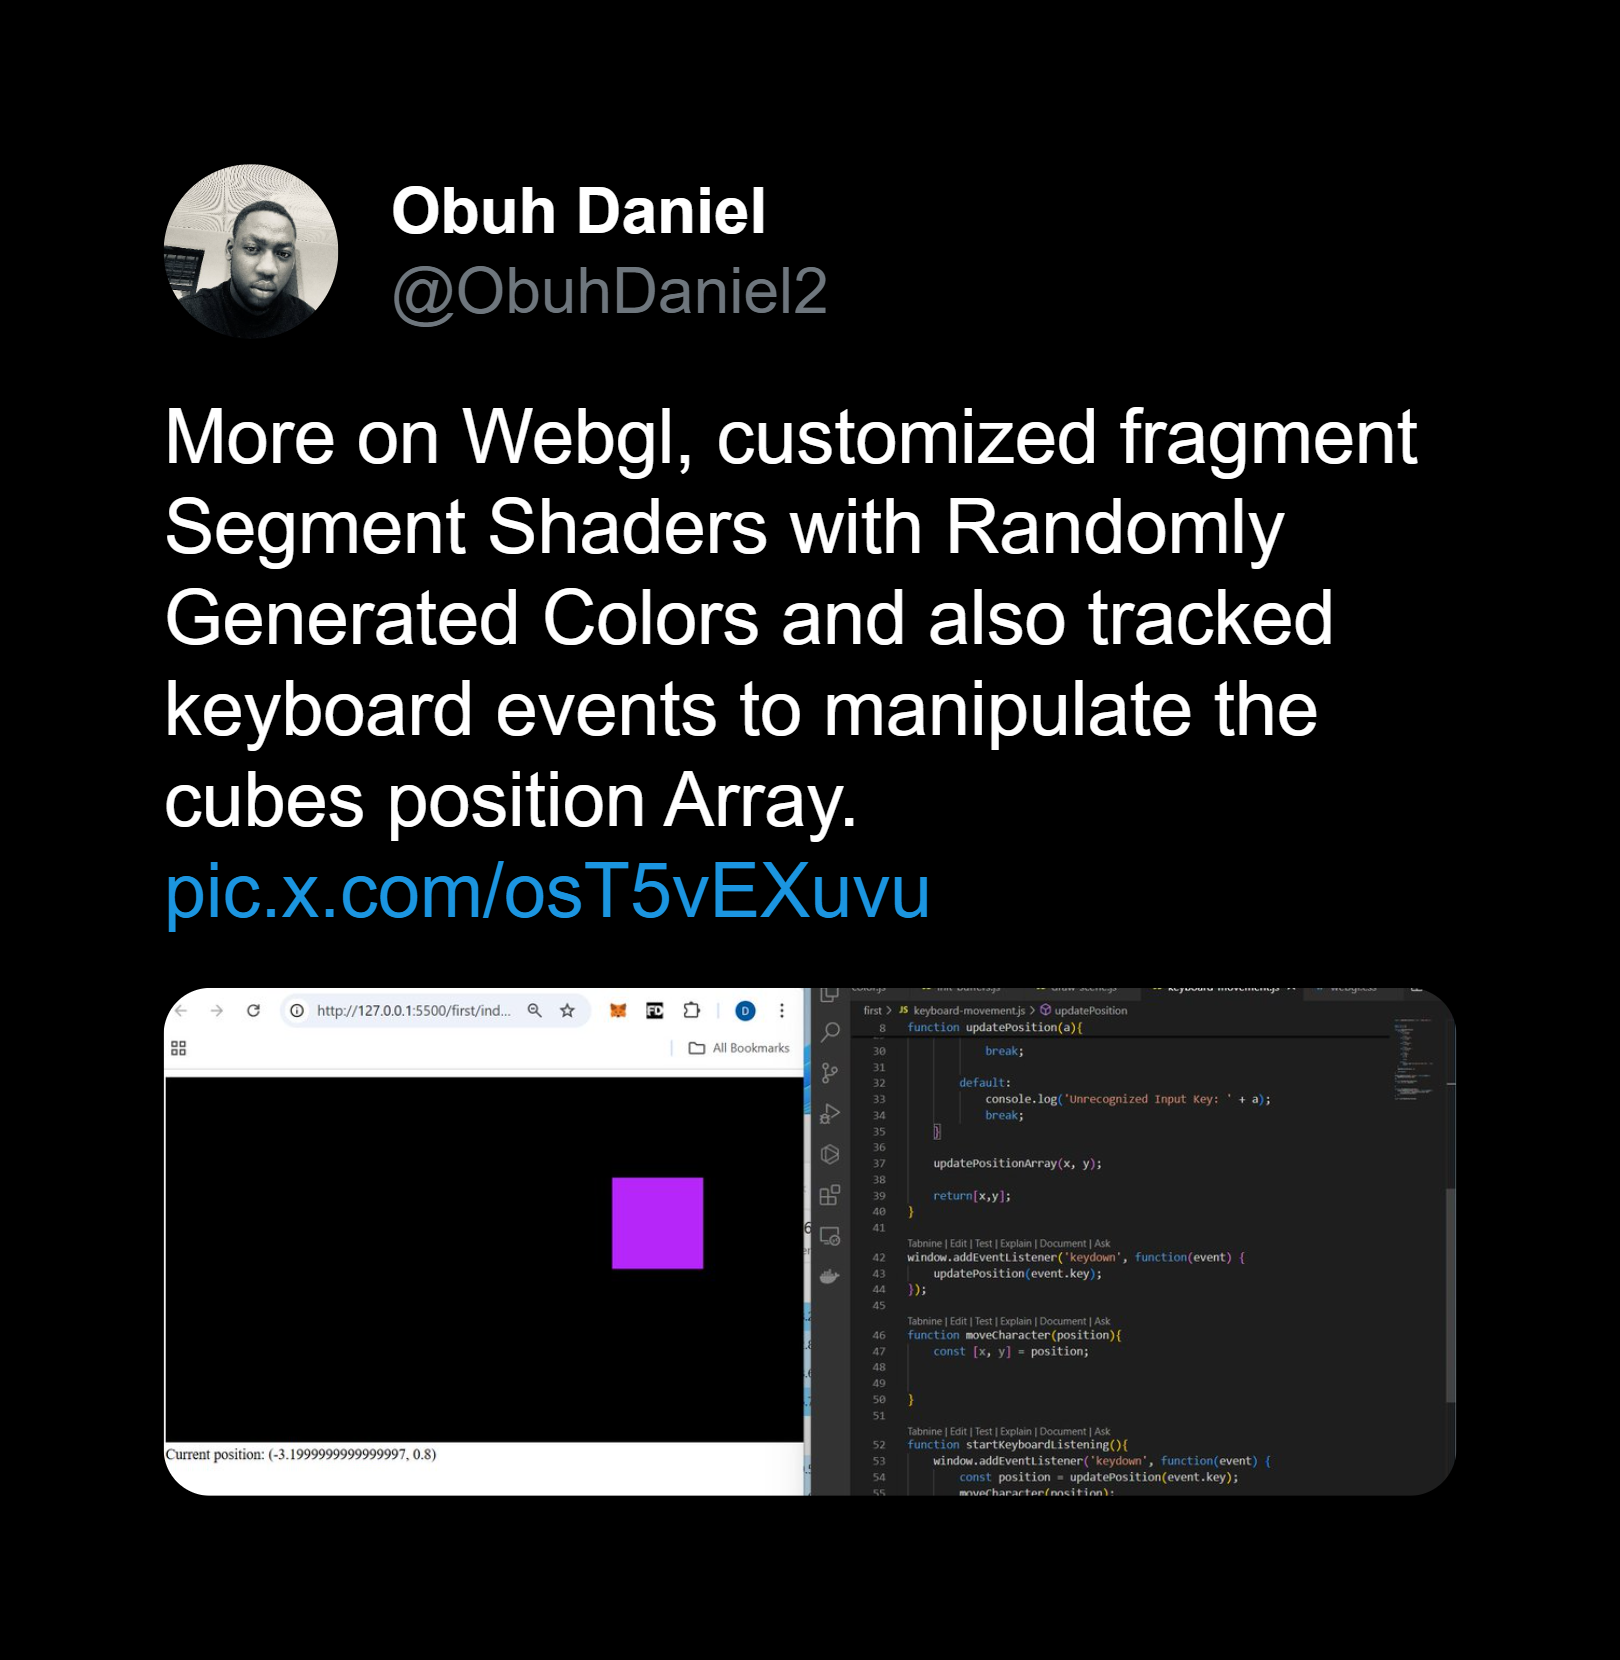 Obuh Daniel
@ObuhDaniel2
More on Webgl, customized fragment
Segment Shaders with Randomly
Generated Colors and also tracked
keyboard events to manipulate the
cubes position Array.
pic.x.com/osT5vEXuvu
http://127.0.0.1:5500/first/ind...
FD
D
All Bookmarks
Current position: (-3.1999999999999997, 0.8)
keyboard-movement.js
first > JS keyboard-movement.js > updatePosition
8 function updatePosition(a){
30 break;
31
32 default:
33 console.log('Unrecognized Input Key: ' + a);
34 break;
35 }
36
37 updatePositionArray(x, y);
38
39 return[x,y];
40 }
41
Tabnine | Edit | Test | Explain | Document | Ask
42 window.addEventListener('keydown', function(event) {
43 updatePosition(event.key);
44 });
45
Tabnine | Edit | Test | Explain | Document | Ask
46 function moveCharacter(position){
47 const [x, y] = position;
48
49
50 }
51
Tabnine | Edit | Test | Explain | Document | Ask
52 function startKeyboardListening(){
53 window.addEventListener('keydown', function(event) {
54 const position = updatePosition(event.key);
55 moveCharacter(position);